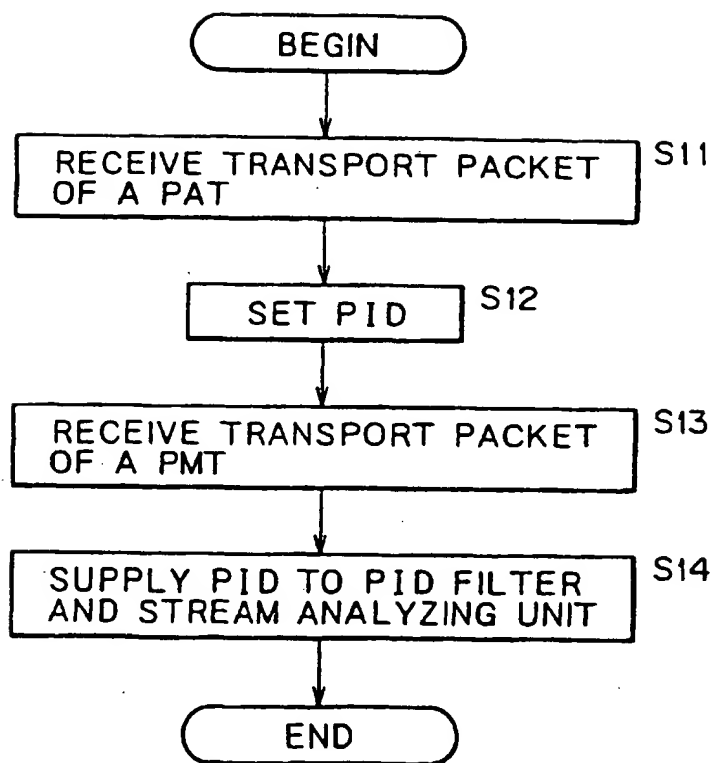 BEGIN
RECEIVE TRANSPORT PACKET
OF A PAT
S11
SET PID
S12
RECEIVE TRANSPORT PACKET
OF A PMT
S13
SUPPLY PID TO PID FILTER
AND STREAM ANALYZING UNIT
S14
END